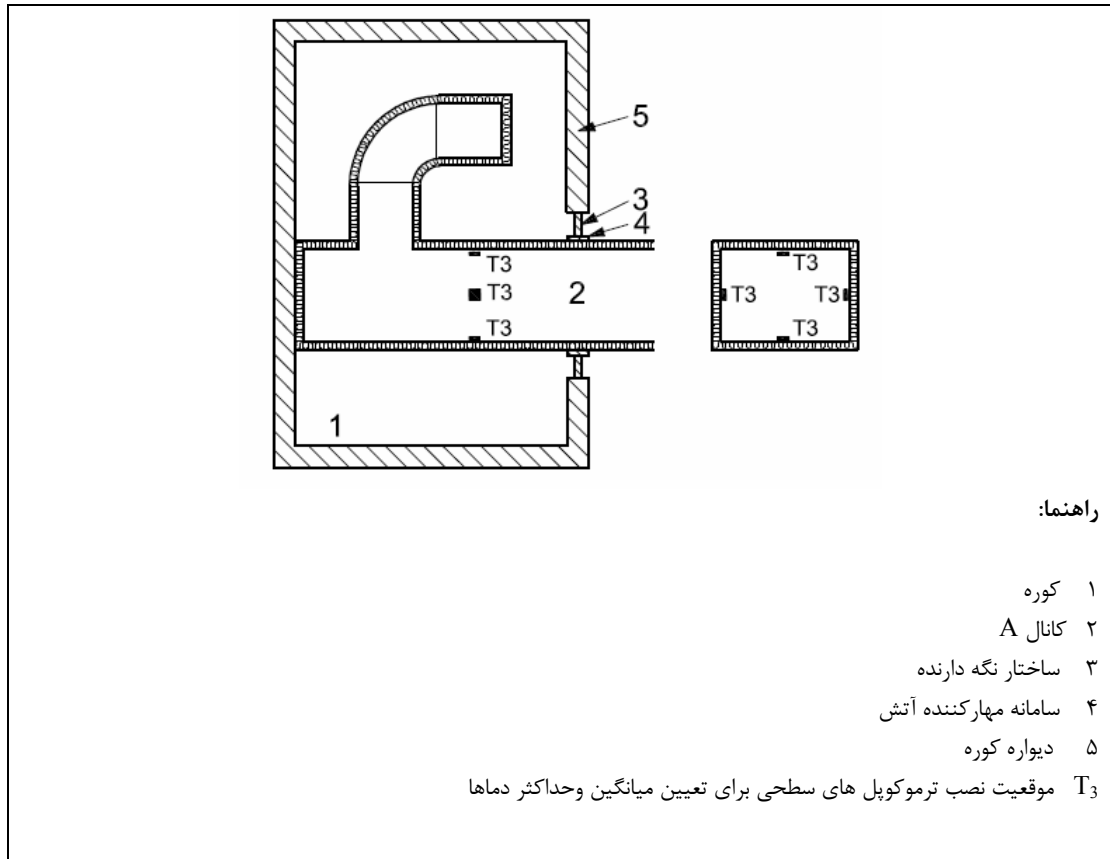 5
3
4
T3
T3
2
T3
T3
T3
T3
T3
1
راهنما:
۱ کوره
۲ کانال A
۳ ساختار نگه دارنده
۴ سامانه مهارکننده آتش
۵ دیواره کوره
T3 موقعیت نصب ترموکوپل های سطحی برای تعیین میانگین وحداکثر دماها